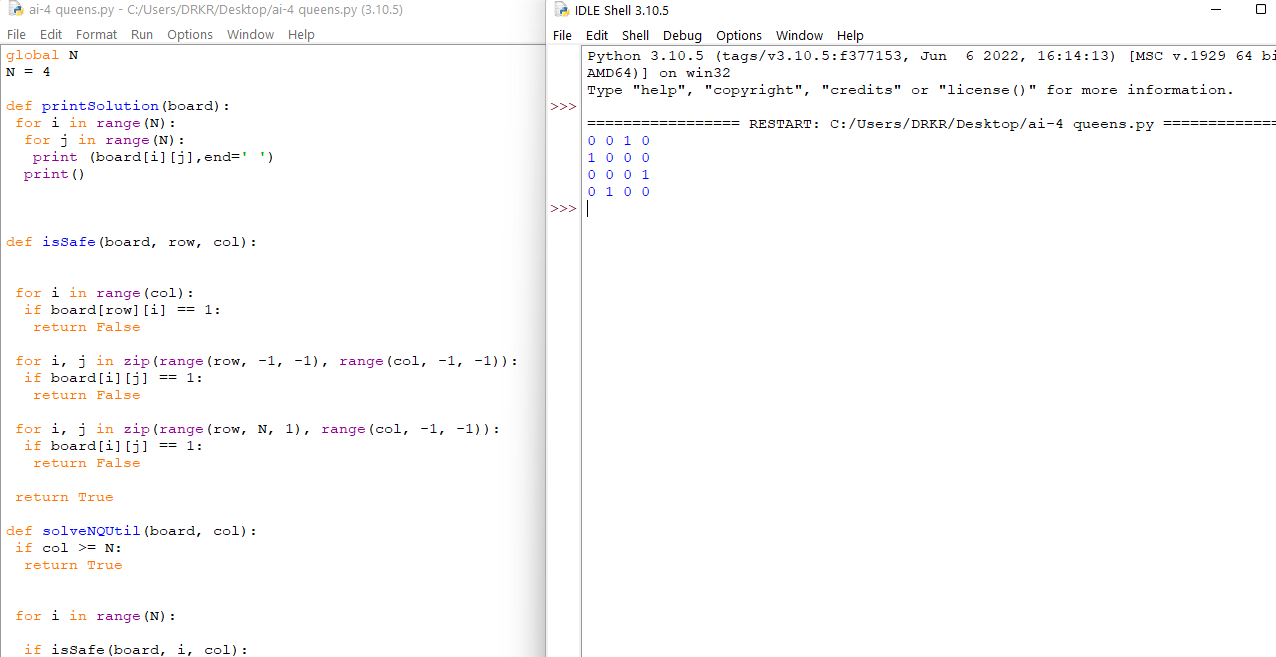 ai-4 queens.py - C:/Users/DRKR/Desktop/ai-4 queens.py (3.10.5)
File Edit Format Run Options Window Help
global N
N = 4
def printSolution(board):
 for i in range(N):
  for j in range(N):
   print (board[i][j],end=' ')
  print()
def isSafe(board, row, col):
 for i in range(col):
  if board[row][i] == 1:
   return False
 for i, j in zip(range(row, -1, -1), range(col, -1, -1)):
  if board[i][j] == 1:
   return False
 for i, j in zip(range(row, N, 1), range(col, -1, -1)):
  if board[i][j] == 1:
   return False
 return True
def solveNQUtil(board, col):
 if col >= N:
  return True
 for i in range(N):
  if isSafe(board, i, col):
IDLE Shell 3.10.5
File Edit Shell Debug Options Window Help
Python 3.10.5 (tags/v3.10.5:f377153, Jun  6 2022, 16:14:13) [MSC v.1929 64 bi
AMD64)] on win32
Type "help", "copyright", "credits" or "license()" for more information.
>>>
================= RESTART: C:/Users/DRKR/Desktop/ai-4 queens.py =============
0 0 1 0
1 0 0 0
0 0 0 1
0 1 0 0
>>>